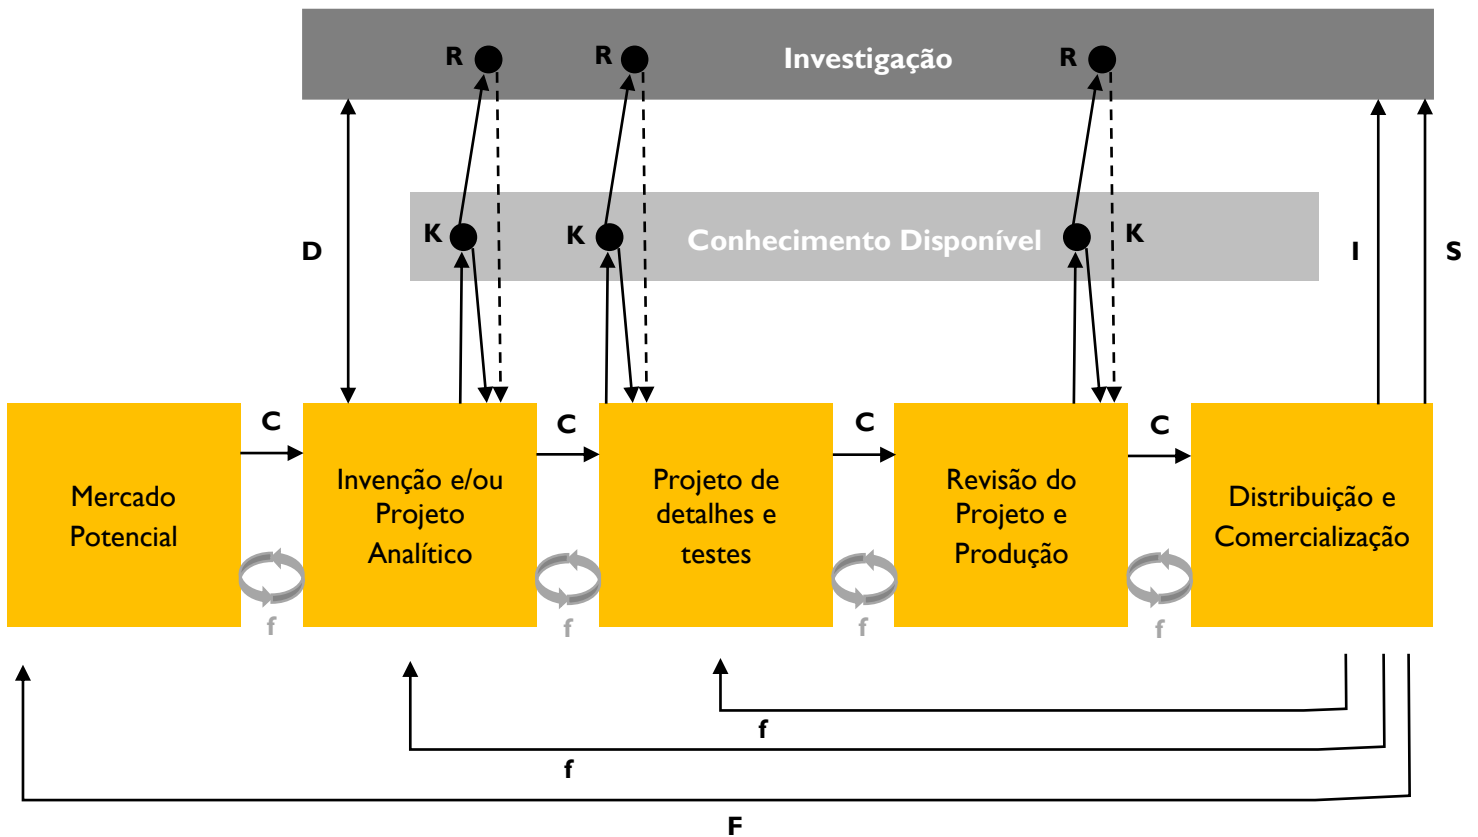 R
R
Investigação
R
K
K
Conhecimento Disponível
K
D
I
S
C
C
C
C
Mercado
Potencial
Invenção e/ou
Projeto
Analítico
Projeto de
detalhes e
testes
Revisão do
Projeto e
Produção
Distribuição e
Comercialização
f
f
f
f
f
f
F